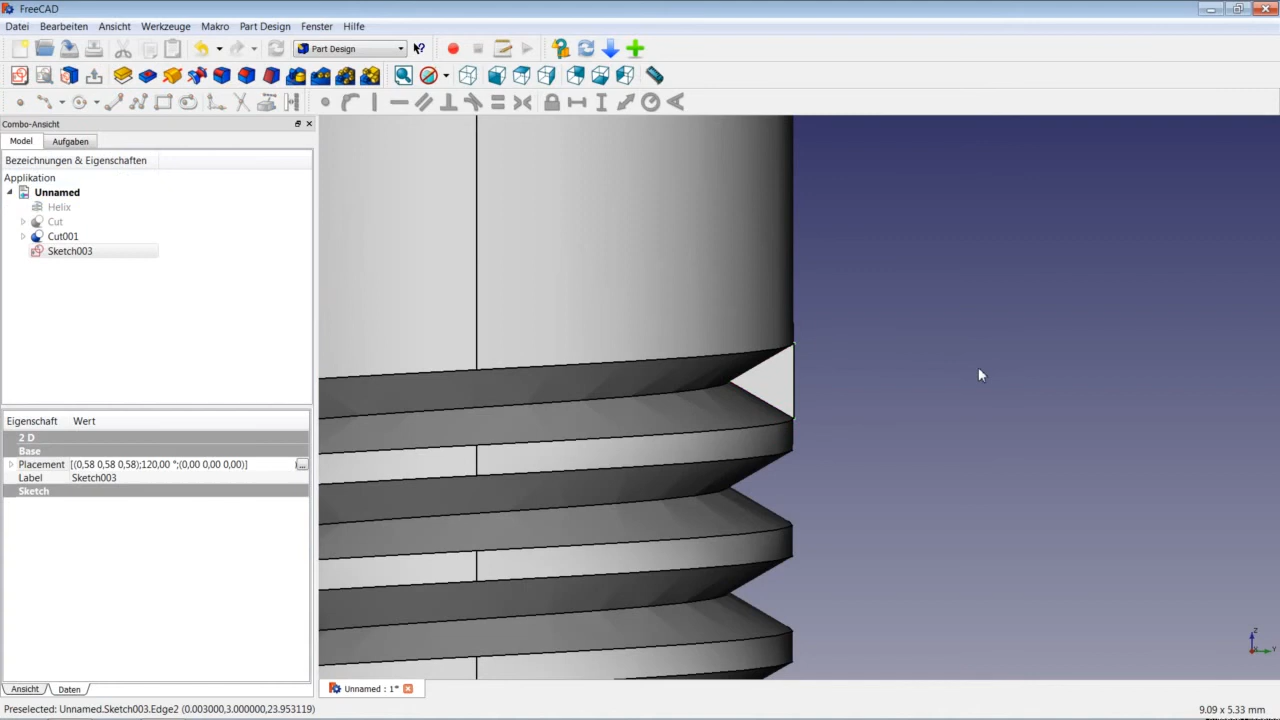 FreeCAD
Datei Bearbeiten Ansicht Werkzeuge Makro Part Design Fenster Hilfe
Part Design
Combo-Ansicht
Model Aufgaben
Bezeichnungen & Eigenschaften
Applikation
Unnamed
Helix
Cut
Cut001
Sketch003
Eigenschaft Wert
2 D
Base
Placement [(0,58 0,58 0,58);120,00 °;(0,00 0,00 0,00)] ...
Label Sketch003
Sketch
Z
Y
X
Ansicht Daten
Unnamed : 1*
Preselected: Unnamed.Sketch003.Edge2 (0.003000,3.000000,23.953119)
9.09 x 5.33 mm